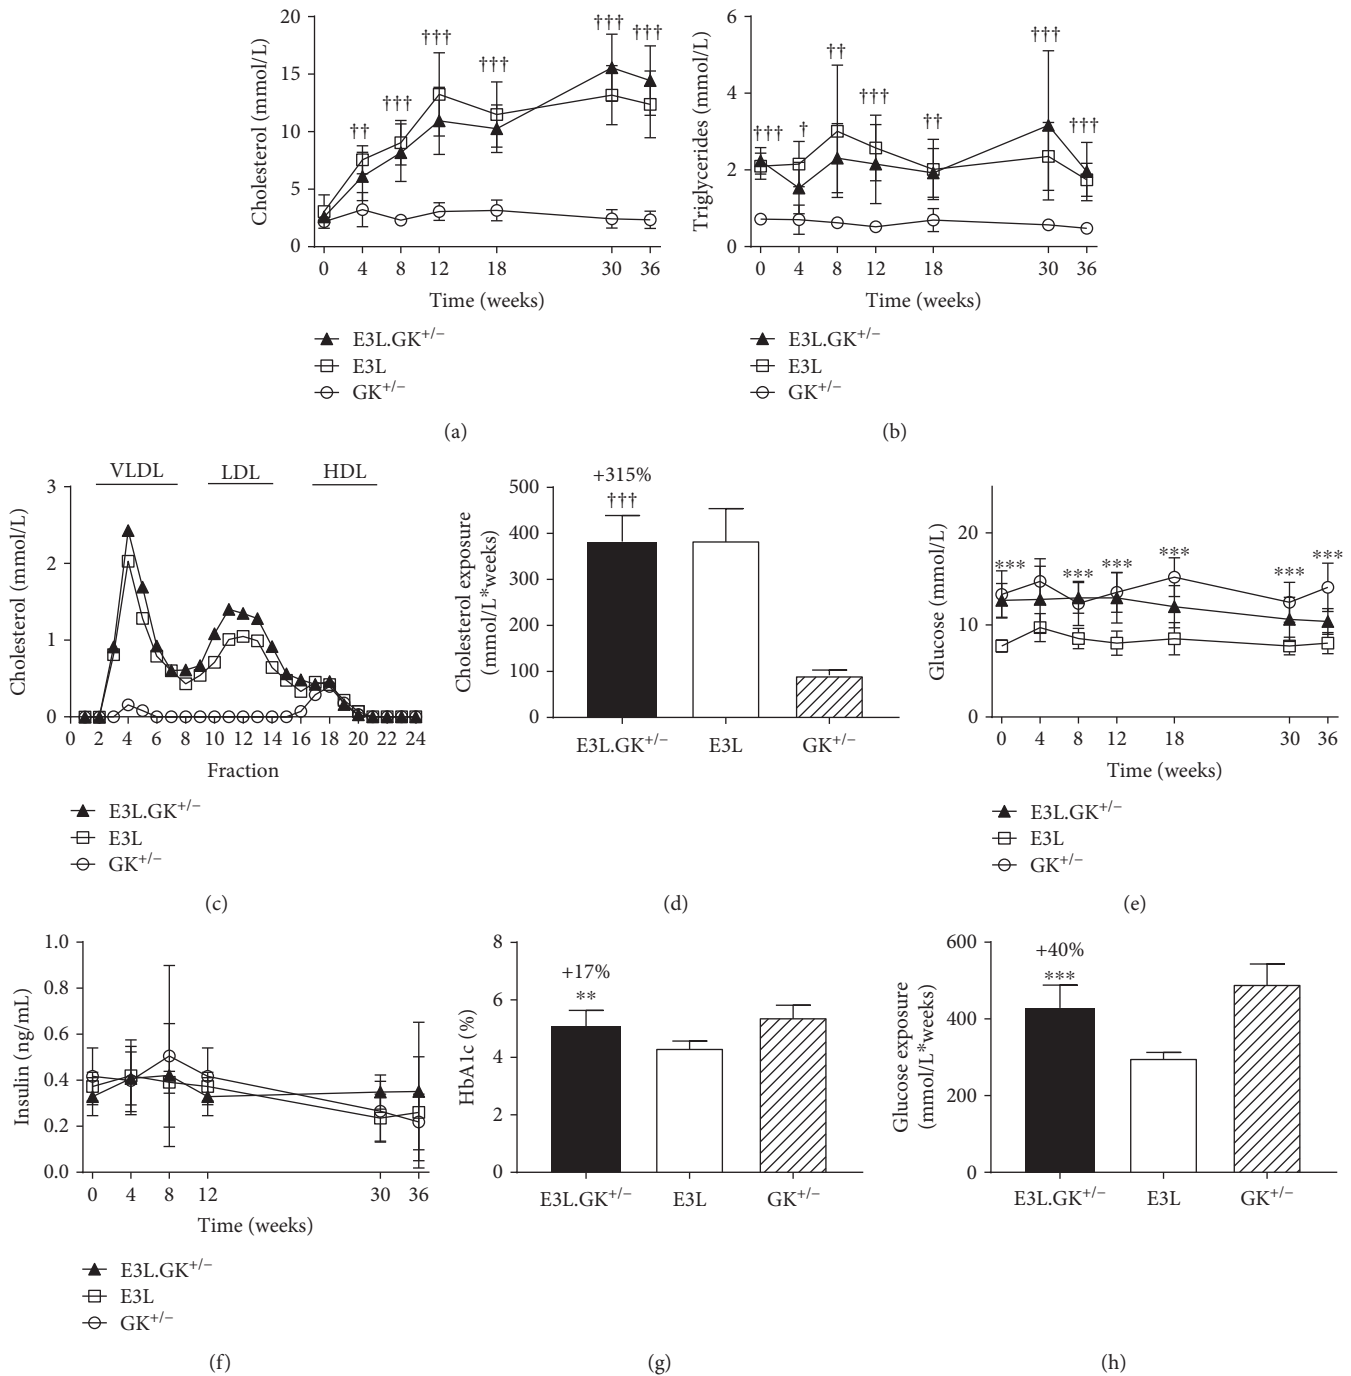 20
15
10
5
0
Cholesterol (mmol/L)
†† ††† ††† ††† ††† †††
0 4 8 12 18 30 36
Time (weeks)
E3L.GK+/−
E3L
GK+/−
(a)
6
4
2
0
Triglycerides (mmol/L)
††† † †† ††† †† ††† †††
0 4 8 12 18 30 36
Time (weeks)
E3L.GK+/−
E3L
GK+/−
(b)
VLDL LDL HDL
3
2
1
0
Cholesterol (mmol/L)
0 2 4 6 8 10 12 14 16 18 20 22 24
Fraction
E3L.GK+/−
E3L
GK+/−
(c)
+315%
†††
500
400
300
200
100
0
Cholesterol exposure
(mmol/L*weeks)
E3L.GK+/− E3L GK+/−
(d)
20
10
0
Glucose (mmol/L)
*** *** *** *** *** ***
0 4 8 12 18 30 36
Time (weeks)
E3L.GK+/−
E3L
GK+/−
(e)
1.0
0.8
0.6
0.4
0.2
0.0
Insulin (ng/mL)
0 4 8 12 30 36
Time (weeks)
E3L.GK+/−
E3L
GK+/−
(f)
8
6
4
2
0
HbA1c (%)
+17%
**
E3L.GK+/− E3L GK+/−
(g)
600
400
200
0
Glucose exposure
(mmol/L*weeks)
+40%
***
E3L.GK+/− E3L GK+/−
(h)